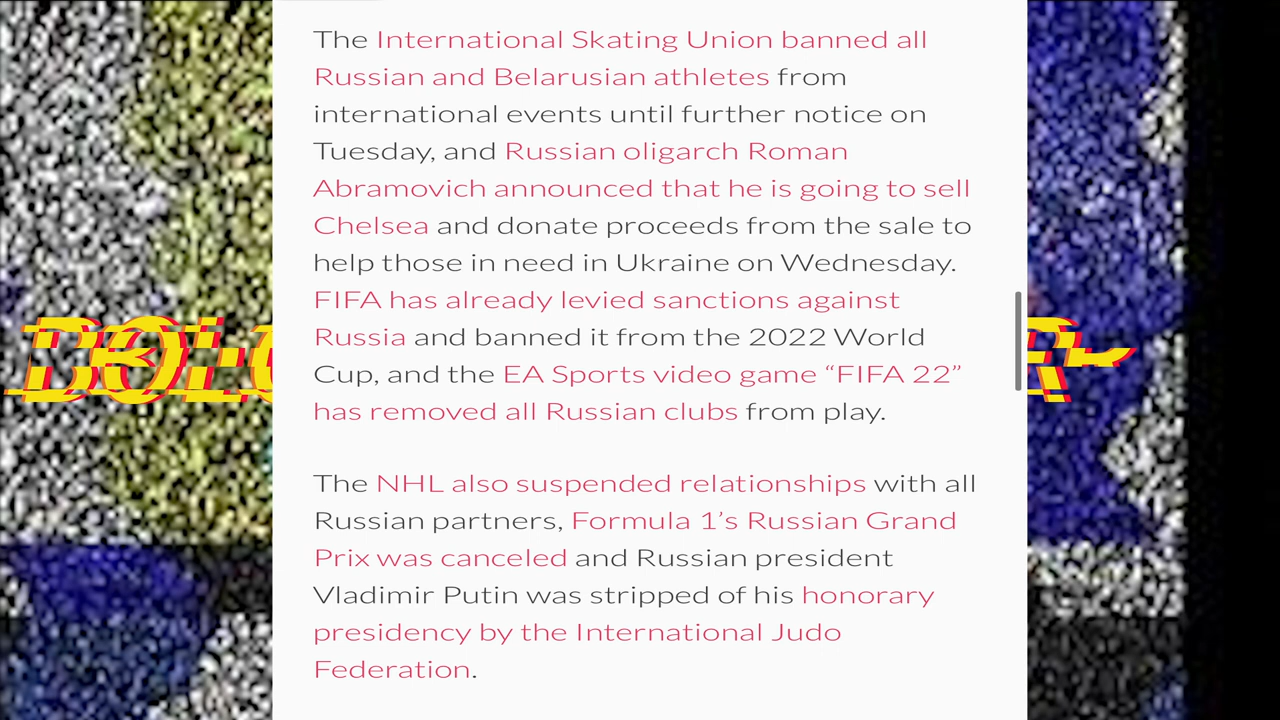 The International Skating Union banned all
Russian and Belarusian athletes from
international events until further notice on
Tuesday, and Russian oligarch Roman
Abramovich announced that he is going to sell
Chelsea and donate proceeds from the sale to
help those in need in Ukraine on Wednesday.
FIFA has already levied sanctions against
Russia and banned it from the 2022 World
Cup, and the EA Sports video game “FIFA 22”
has removed all Russian clubs from play.
The NHL also suspended relationships with all
Russian partners, Formula 1’s Russian Grand
Prix was canceled and Russian president
Vladimir Putin was stripped of his honorary
presidency by the International Judo
Federation.